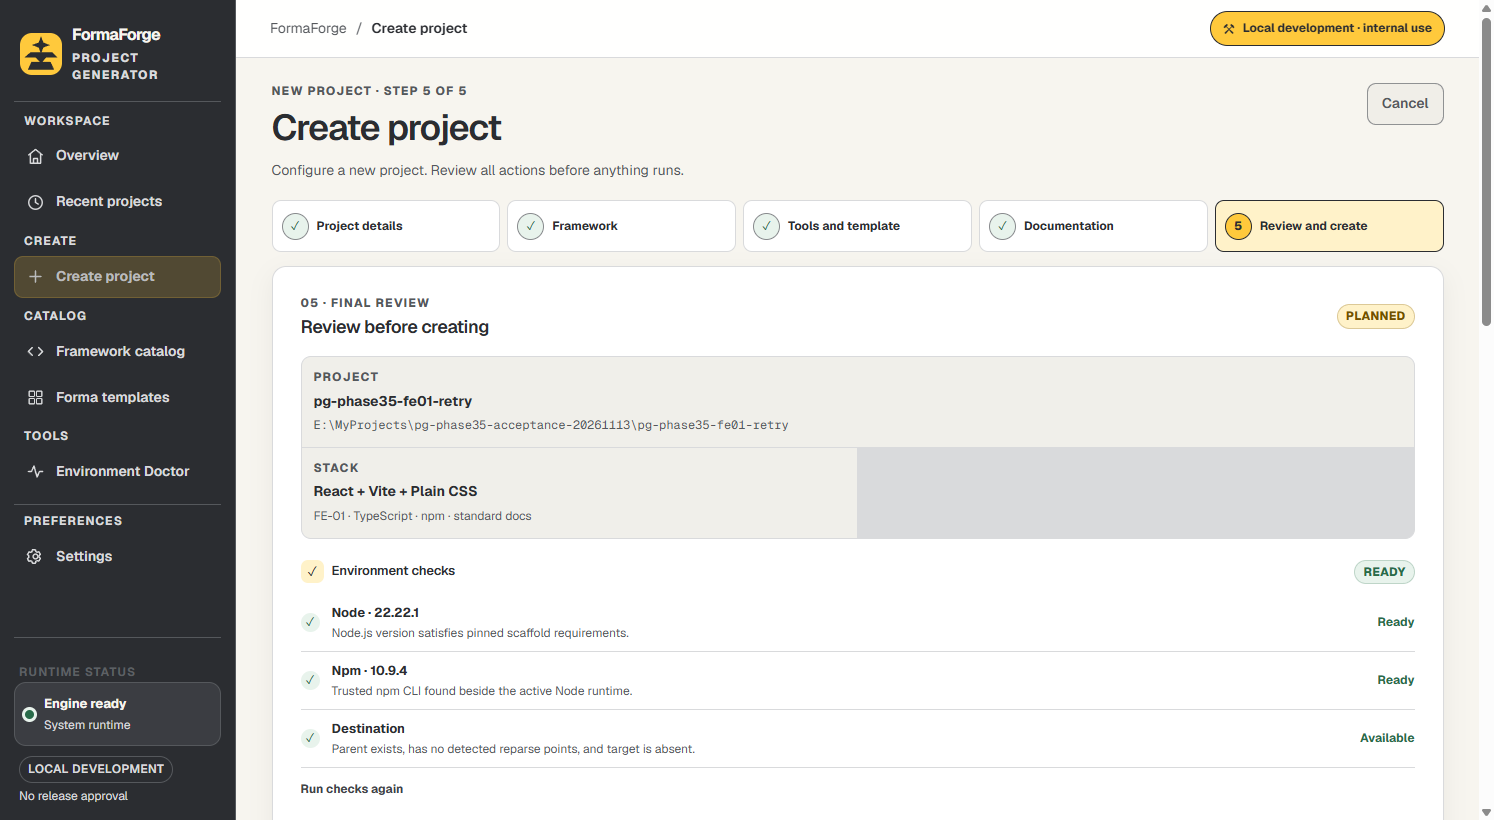 FormaForge
PROJECT
GENERATOR
WORKSPACE
Overview
Recent projects
CREATE
Create project
CATALOG
Framework catalog
Forma templates
TOOLS
Environment Doctor
PREFERENCES
Settings
RUNTIME STATUS
Engine ready
System runtime
LOCAL DEVELOPMENT
No release approval
FormaForge / Create project
Local development · internal use
NEW PROJECT · STEP 5 OF 5
Create project
Cancel
Configure a new project. Review all actions before anything runs.
✓ Project details
✓ Framework
✓ Tools and template
✓ Documentation
5 Review and create
05 · FINAL REVIEW
Review before creating
PLANNED
PROJECT
pg-phase35-fe01-retry
E:\MyProjects\pg-phase35-acceptance-20261113\pg-phase35-fe01-retry
STACK
React + Vite + Plain CSS
FE-01 · TypeScript · npm · standard docs
✓ Environment checks
READY
✓ Node · 22.22.1
Node.js version satisfies pinned scaffold requirements.
Ready
✓ Npm · 10.9.4
Trusted npm CLI found beside the active Node runtime.
Ready
✓ Destination
Parent exists, has no detected reparse points, and target is absent.
Available
Run checks again